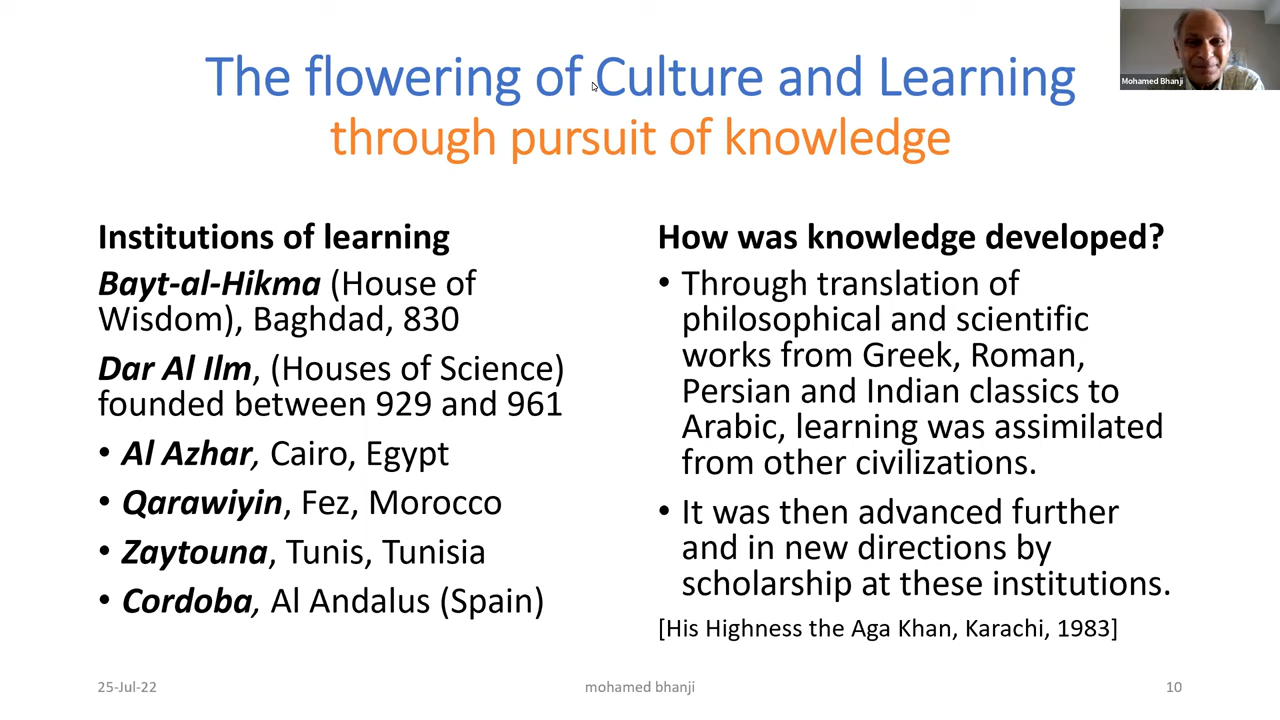 The flowering of Culture and Learning
through pursuit of knowledge
Mohamed Bhanji
Institutions of learning
Bayt-al-Hikma (House of
Wisdom), Baghdad, 830
Dar Al Ilm, (Houses of Science)
founded between 929 and 961
• Al Azhar, Cairo, Egypt
• Qarawiyin, Fez, Morocco
• Zaytouna, Tunis, Tunisia
• Cordoba, Al Andalus (Spain)
How was knowledge developed?
• Through translation of
philosophical and scientific
works from Greek, Roman,
Persian and Indian classics to
Arabic, learning was assimilated
from other civilizations.
• It was then advanced further
and in new directions by
scholarship at these institutions.
[His Highness the Aga Khan, Karachi, 1983]
25-Jul-22
mohamed bhanji
10